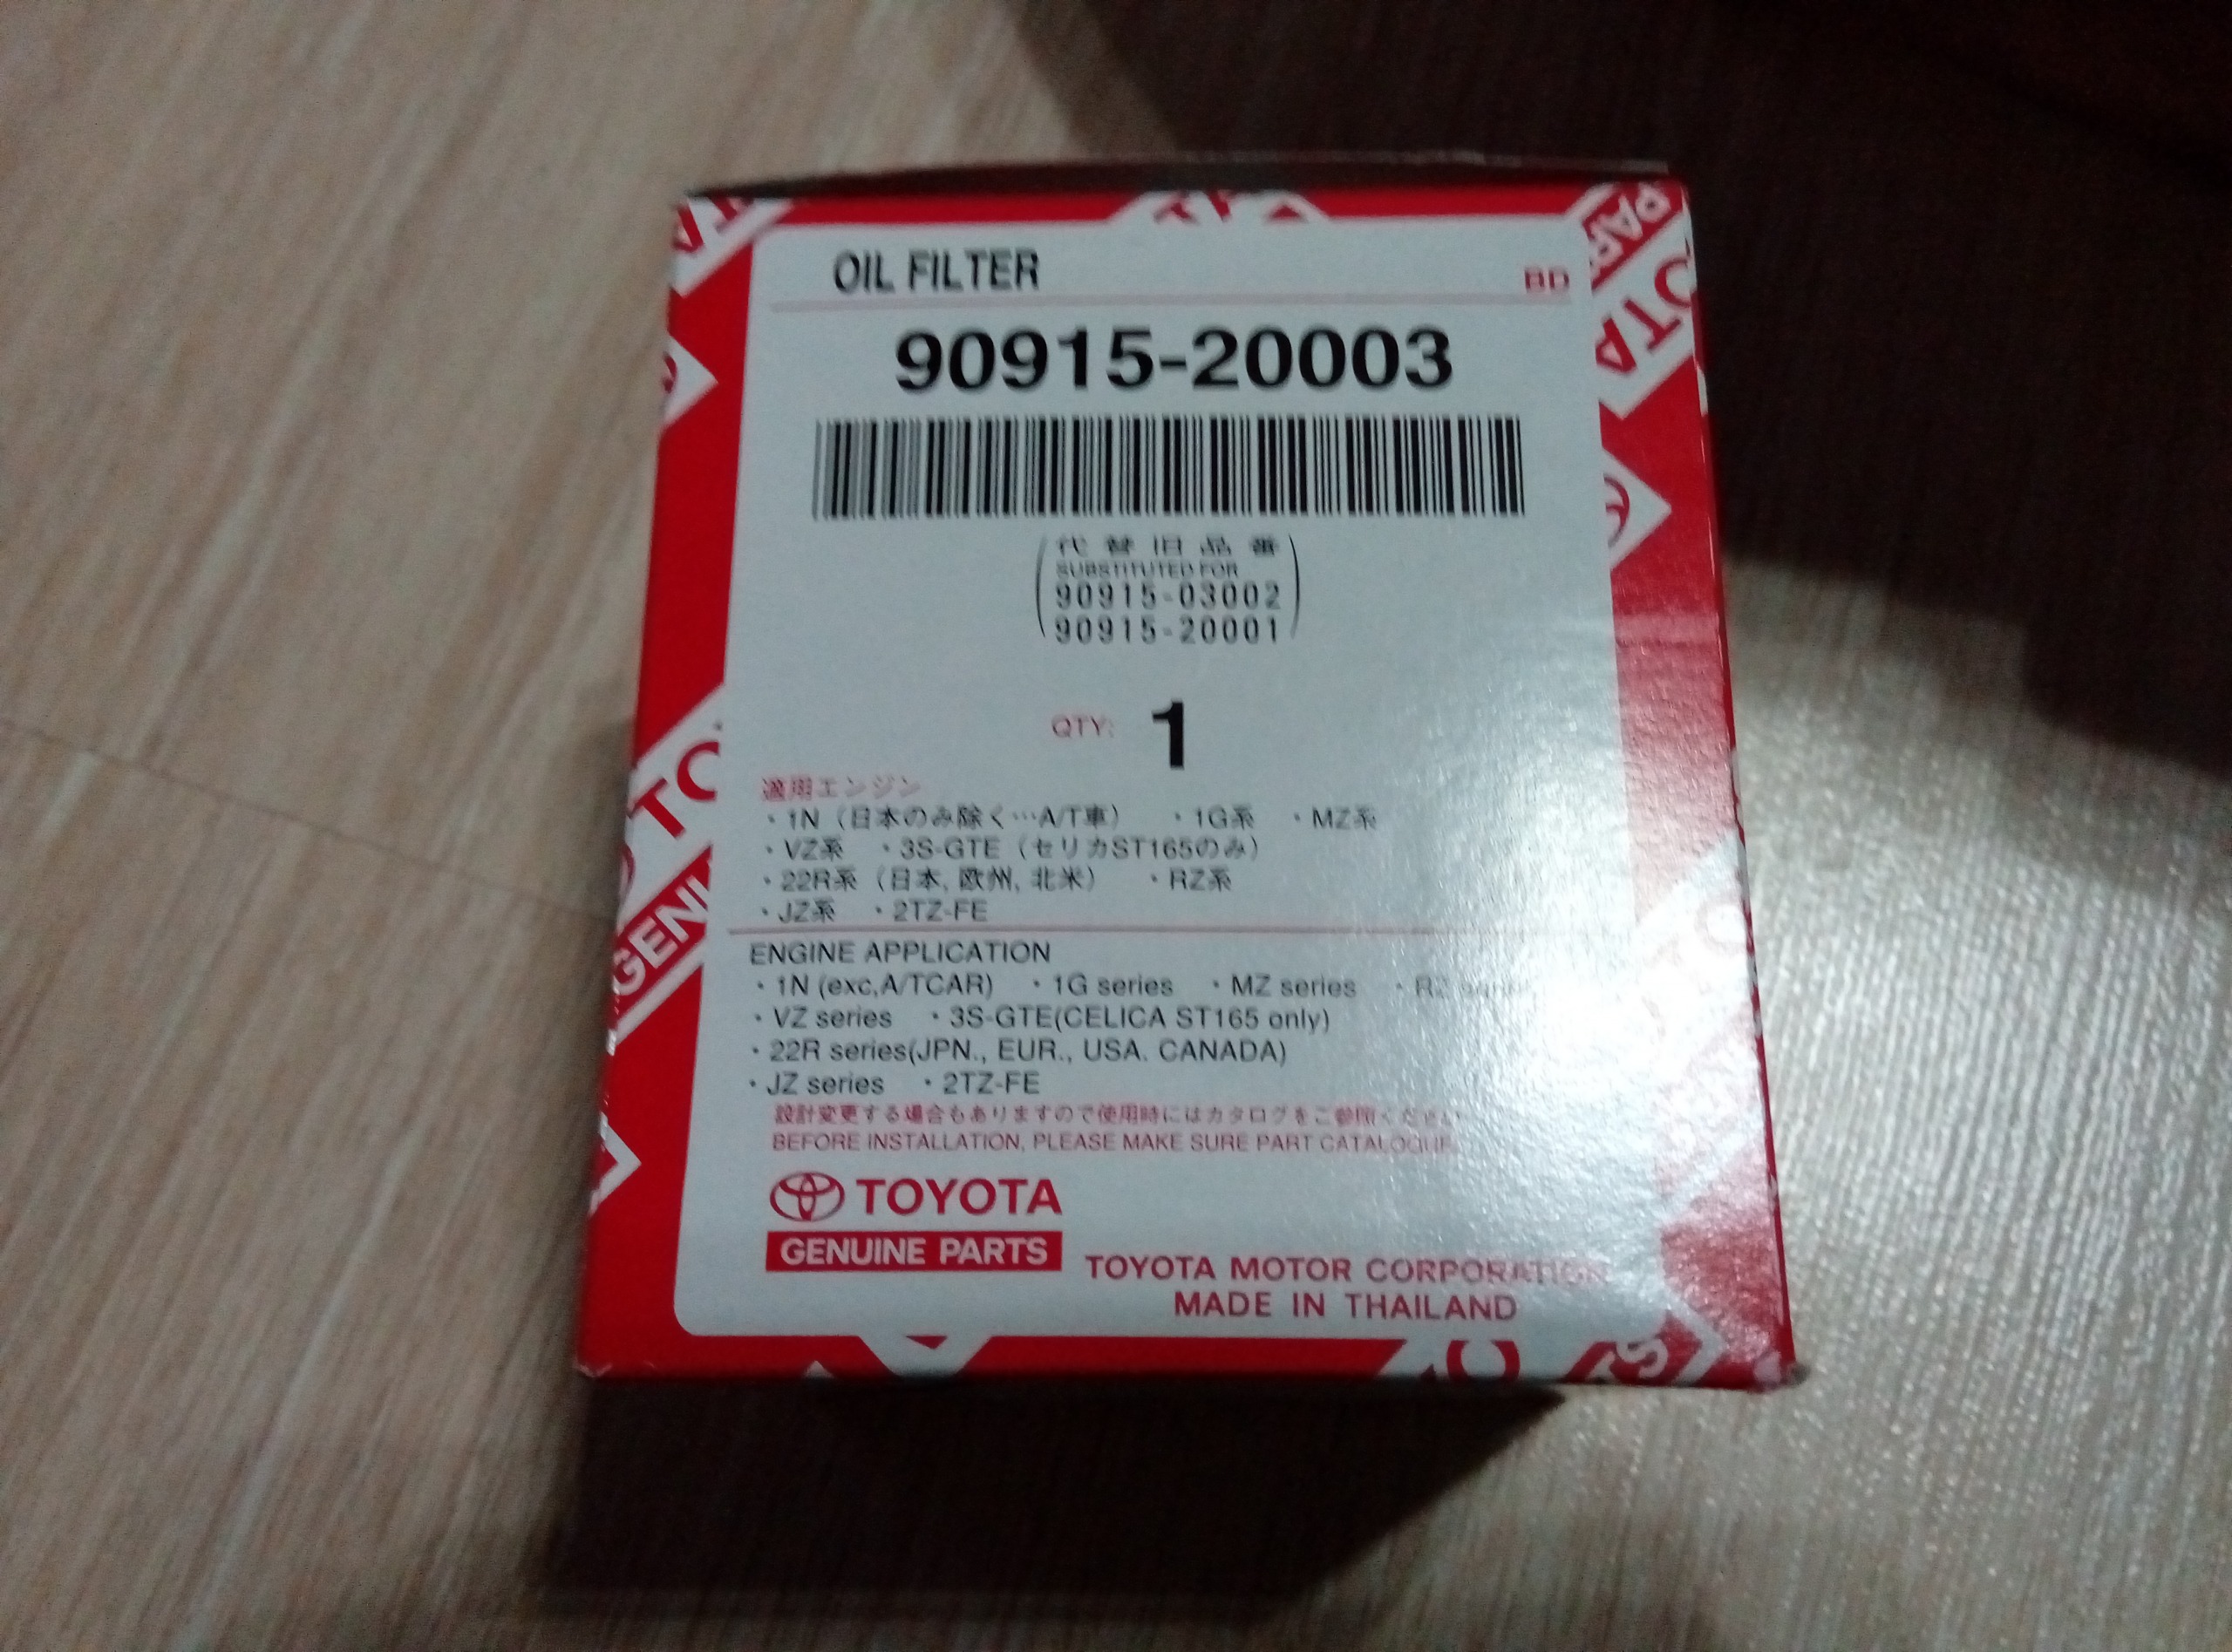 OIL FILTER
BD
90915-20003
代替旧品番
SUBSTITUTED FOR
90915-03002
90915-20001
QTY: 1
適用エンジン
・1N（日本のみ除く…A/T車） ・1G系 ・MZ系
・VZ系 ・3S-GTE（セリカST165のみ）
・22R系（日本, 欧州, 北米） ・RZ系
・JZ系 ・2TZ-FE
ENGINE APPLICATION
・1N (exc,A/TCAR) ・1G series ・MZ series ・RZ series
・VZ series ・3S-GTE(CELICA ST165 only)
・22R series(JPN., EUR., USA. CANADA)
・JZ series ・2TZ-FE
設計変更する場合もありますので使用時にはカタログをご参照ください
BEFORE INSTALLATION, PLEASE MAKE SURE PART CATALOGUE.
TOYOTA
GENUINE PARTS
TOYOTA MOTOR CORPORATION
MADE IN THAILAND